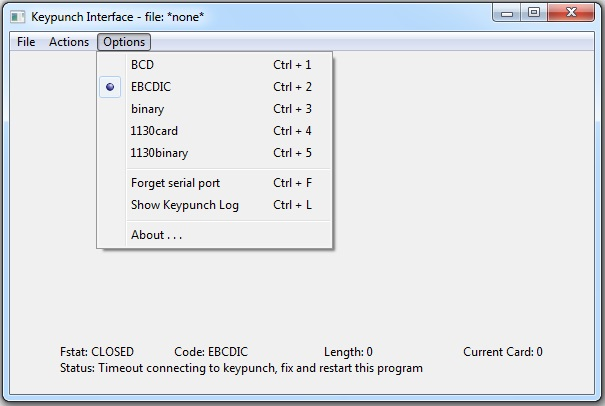 Keypunch Interface - file: *none*
File Actions Options
BCD Ctrl + 1
EBCDIC Ctrl + 2
binary Ctrl + 3
1130card Ctrl + 4
1130binary Ctrl + 5
Forget serial port Ctrl + F
Show Keypunch Log Ctrl + L
About . . .
Fstat: CLOSED Code: EBCDIC Length: 0 Current Card: 0
Status: Timeout connecting to keypunch, fix and restart this program